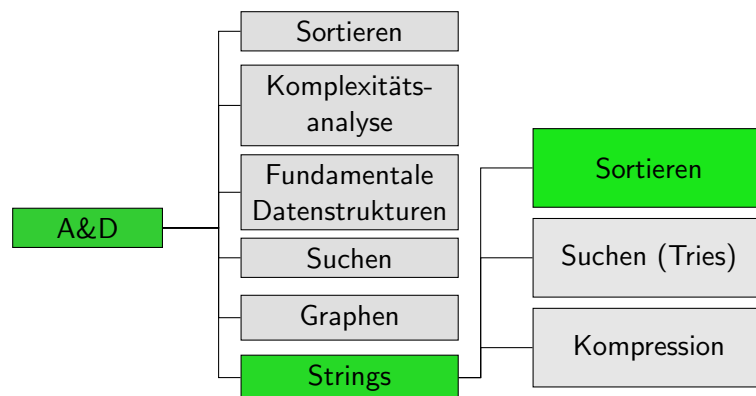 A&D
Sortieren
Komplexitäts-
analyse
Fundamentale
Datenstrukturen
Suchen
Graphen
Strings
Sortieren
Suchen (Tries)
Kompression